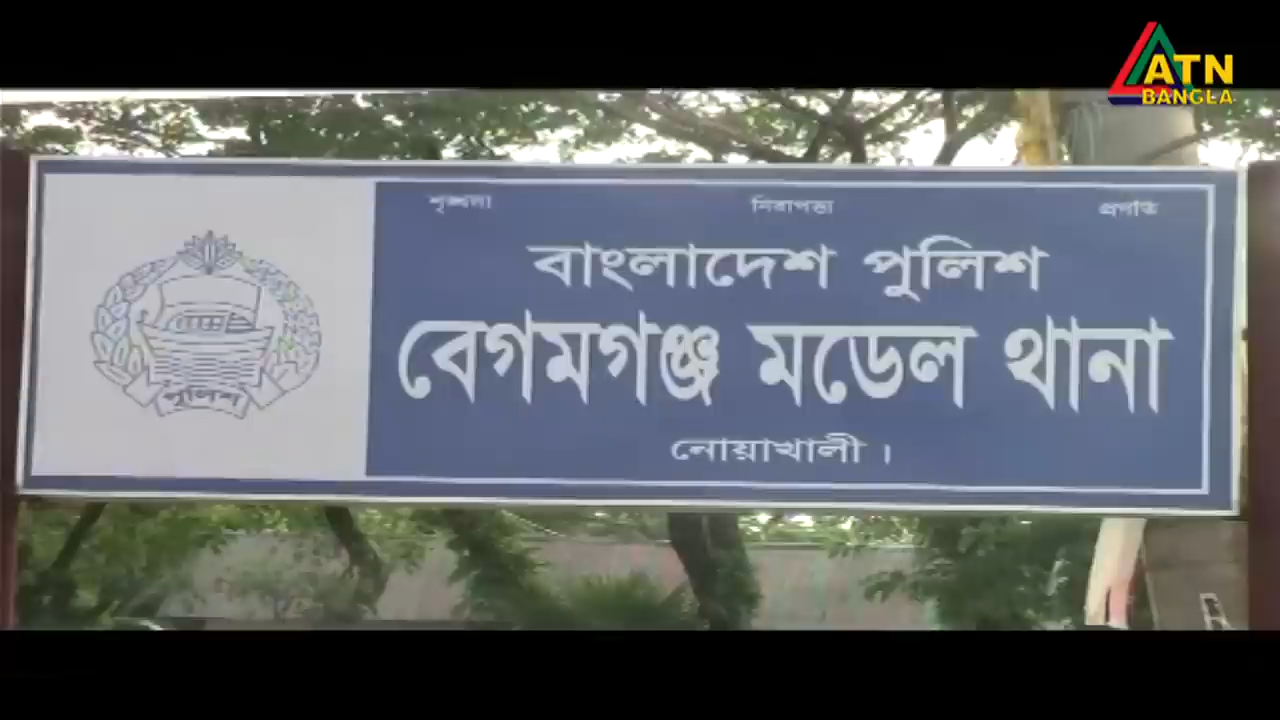 ATN
BANGLA
শৃঙ্খলা নিরাপত্তা প্রগতি
বাংলাদেশ পুলিশ
বেগমগঞ্জ মডেল থানা
নোয়াখালী।
পুলিশ